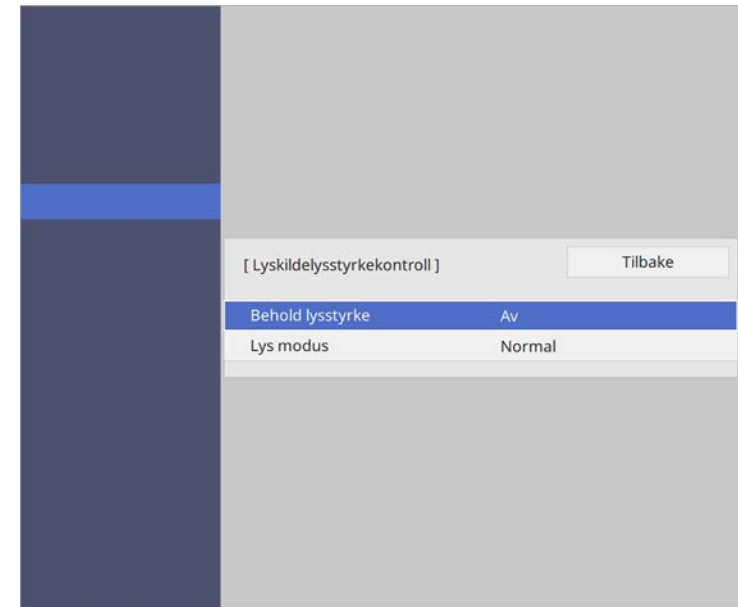 [ Lyskildelysstyrkekontroll ] Tilbake
Behold lysstyrke Av
Lys modus Normal